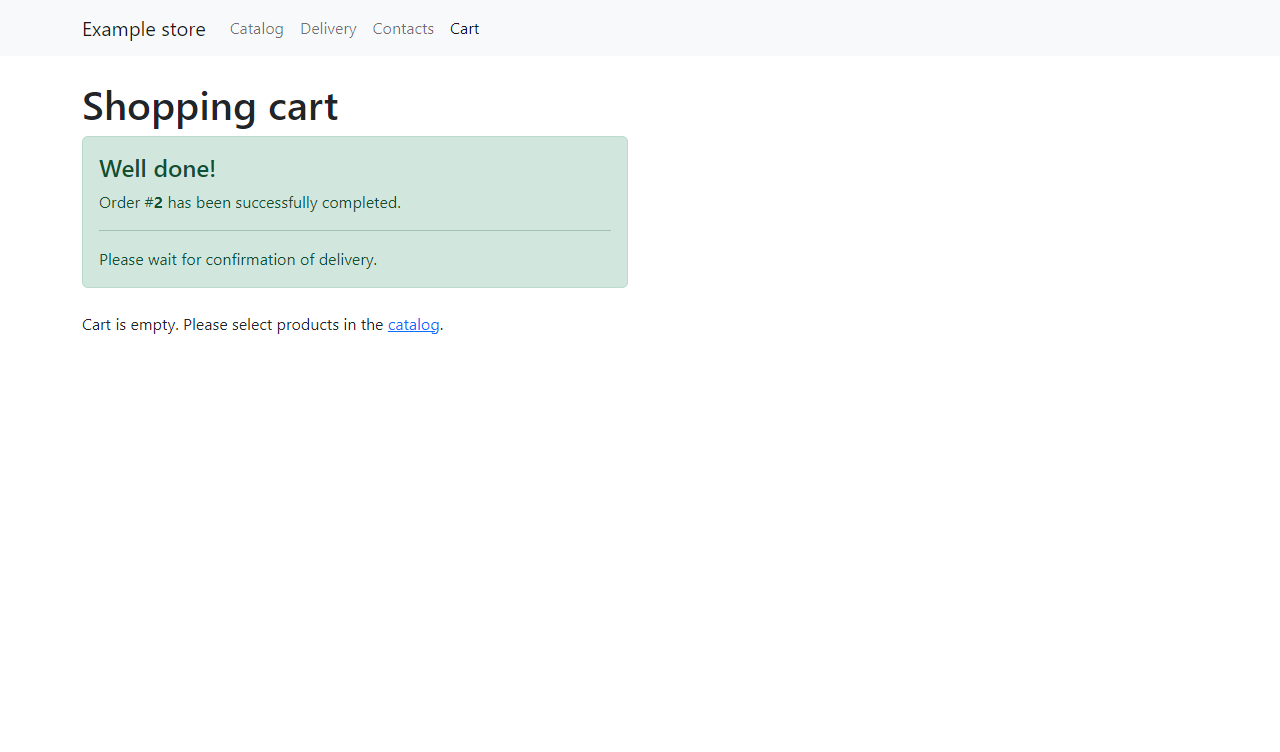 Example store Catalog Delivery Contacts Cart
Shopping cart
Well done!
Order #2 has been successfully completed.
Please wait for confirmation of delivery.
Cart is empty. Please select products in the catalog.